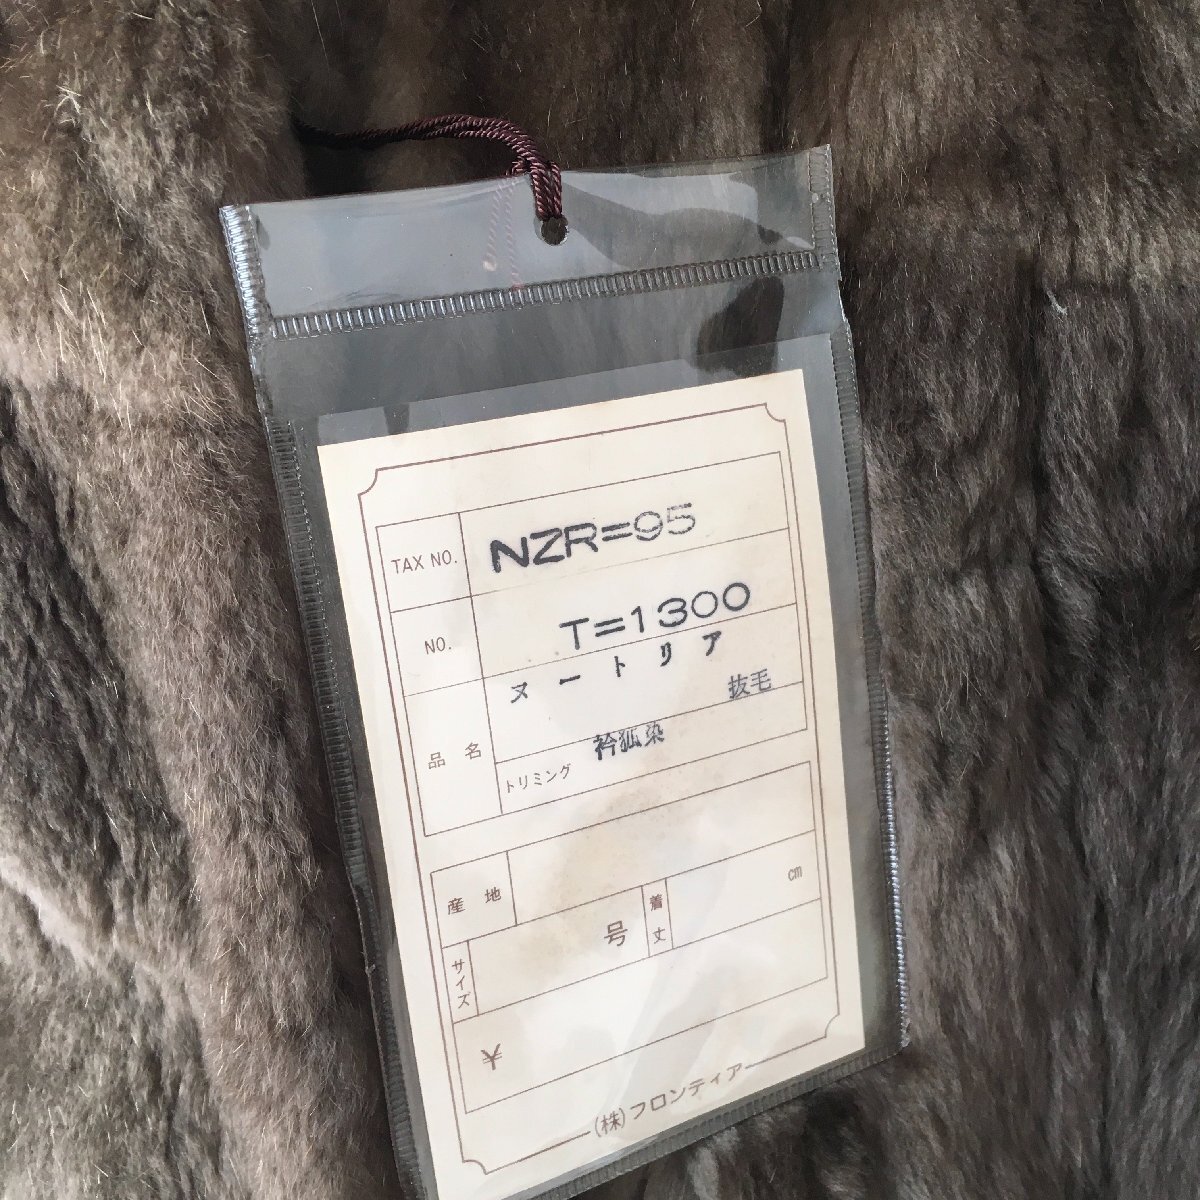 TAX NO. NZR=95
NO. T=1300
ヌートリア
品名 抜毛
トリミング 衿狐染
産地
サイズ 号 着丈 cm
¥
(株)フロンティア